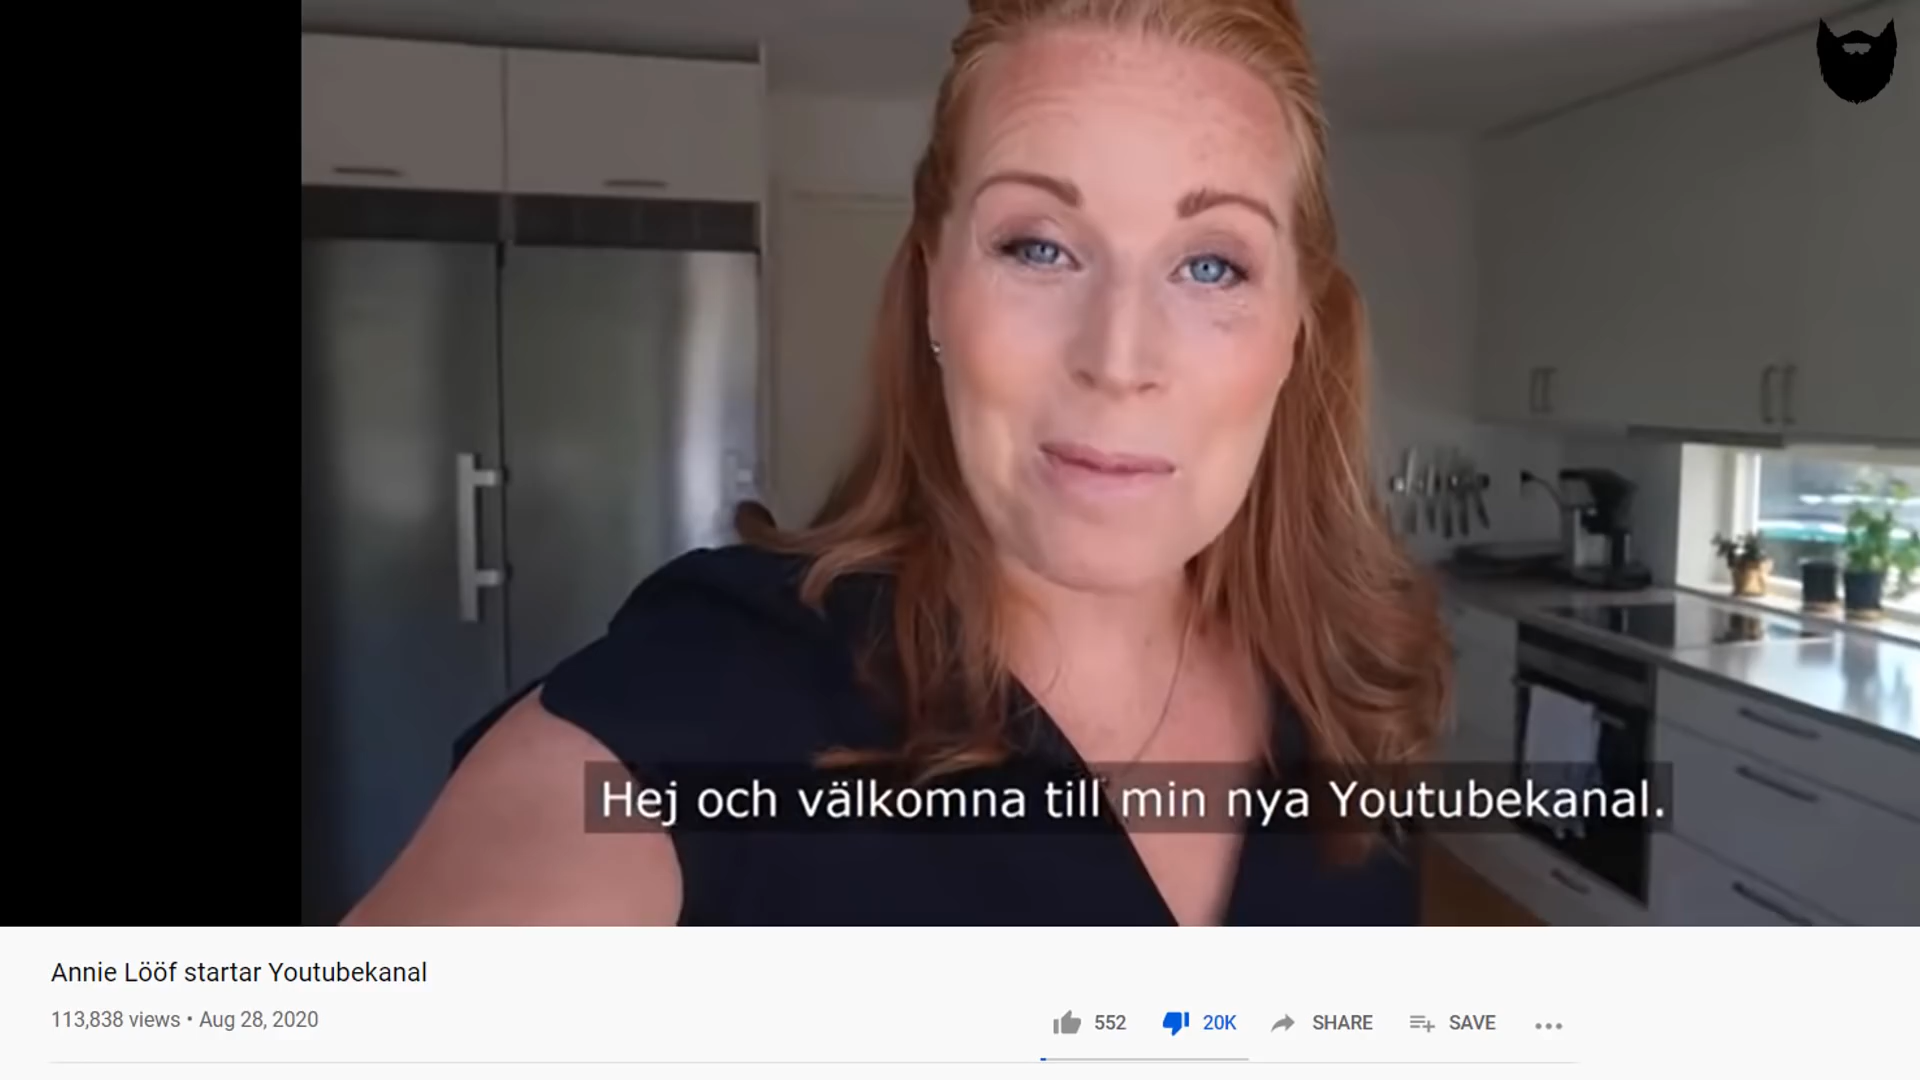 Hej och välkomna till min nya Youtubekanal.
Annie Lööf startar Youtubekanal
113,838 views • Aug 28, 2020
552 20K SHARE SAVE